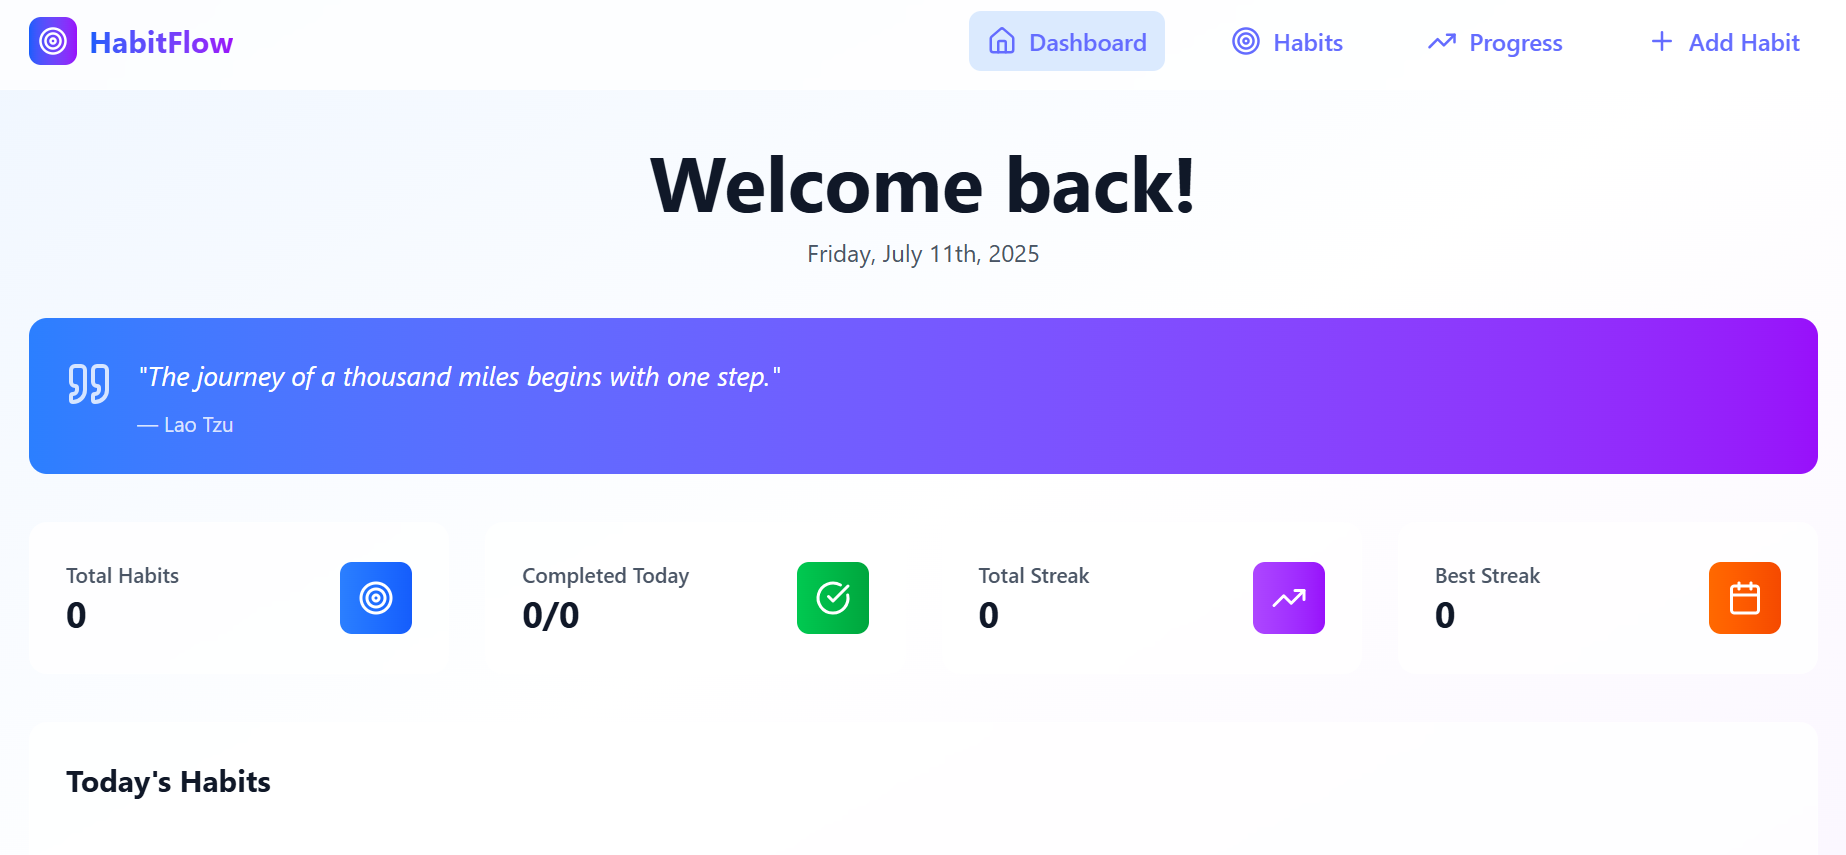 HabitFlow
Dashboard
Habits
Progress
Add Habit
Welcome back!
Friday, July 11th, 2025
"The journey of a thousand miles begins with one step."
— Lao Tzu
Total Habits
0
Completed Today
0/0
Total Streak
0
Best Streak
0
Today's Habits